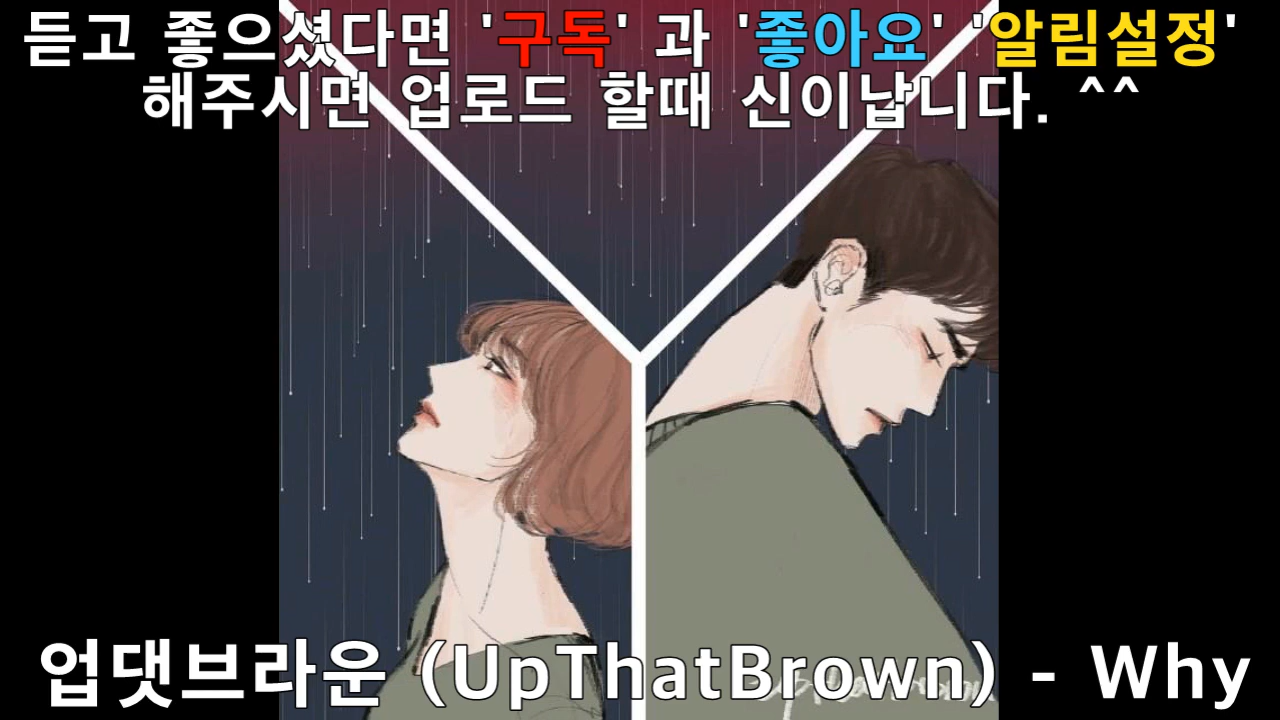 듣고 좋으셨다면 '구독' 과 '좋아요' '알림설정'
해주시면 업로드 할때 신이납니다. ^^
업댓브라운 (UpThatBrown) - Why